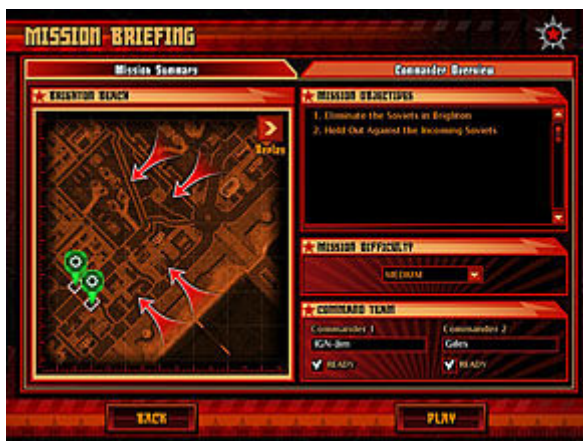 MISSION BRIEFING
Mission Summary
Commander Overview
BRIGHTON BEACH
Replay
MISSION OBJECTIVES
1. Eliminate the Soviets in Brighton
2. Hold Out Against the Incoming Soviets
MISSION DIFFICULTY
MEDIUM
COMMAND TEAM
Commander 1
Commander 2
IGN-Jim
Giles
READY
READY
BACK
PLAY